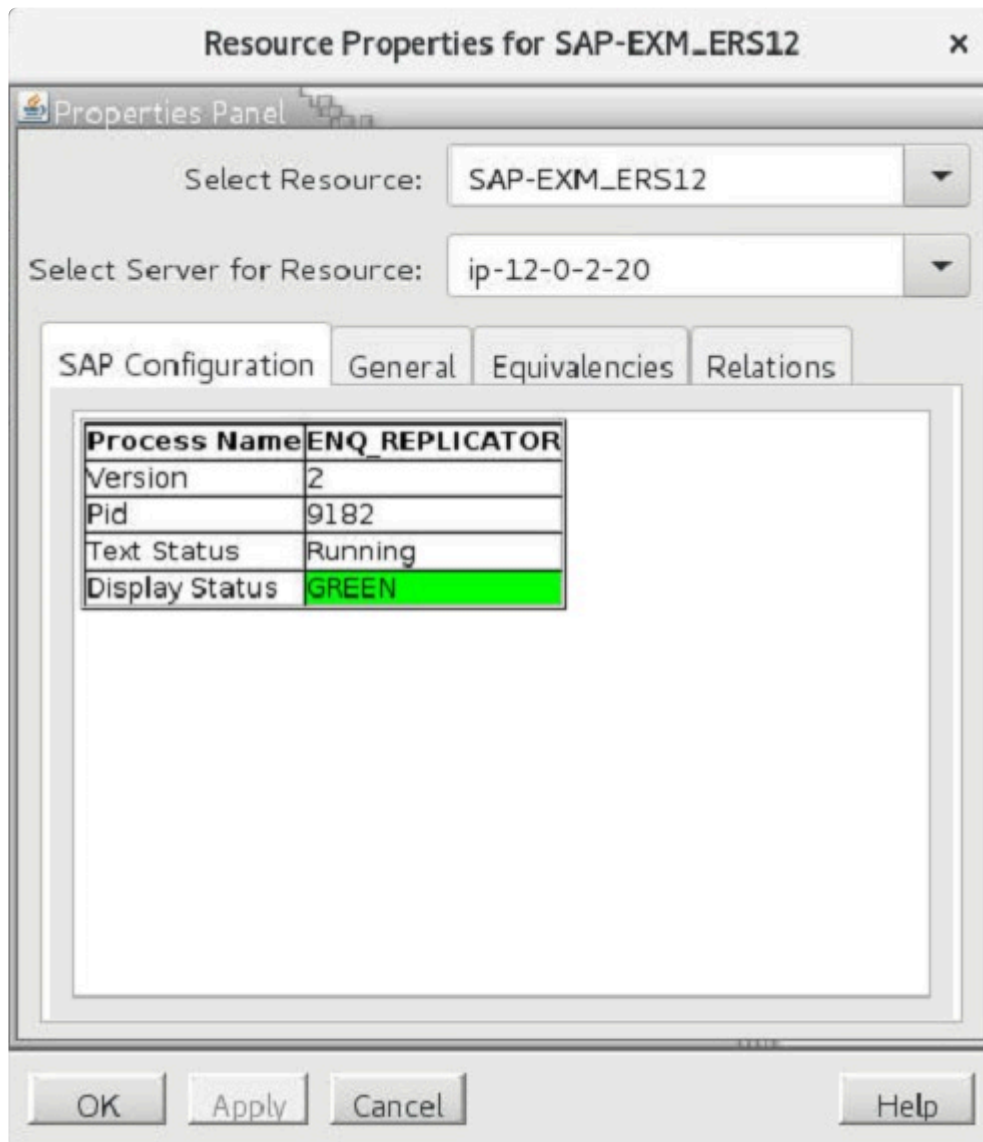 Resource Properties for SAP-EXM_ERS12 ×
Properties Panel
Select Resource: SAP-EXM_ERS12
Select Server for Resource: ip-12-0-2-20
SAP Configuration General Equivalencies Relations
Process Name ENQ_REPLICATOR
Version 2
Pid 9182
Text Status Running
Display Status GREEN
OK Apply Cancel Help